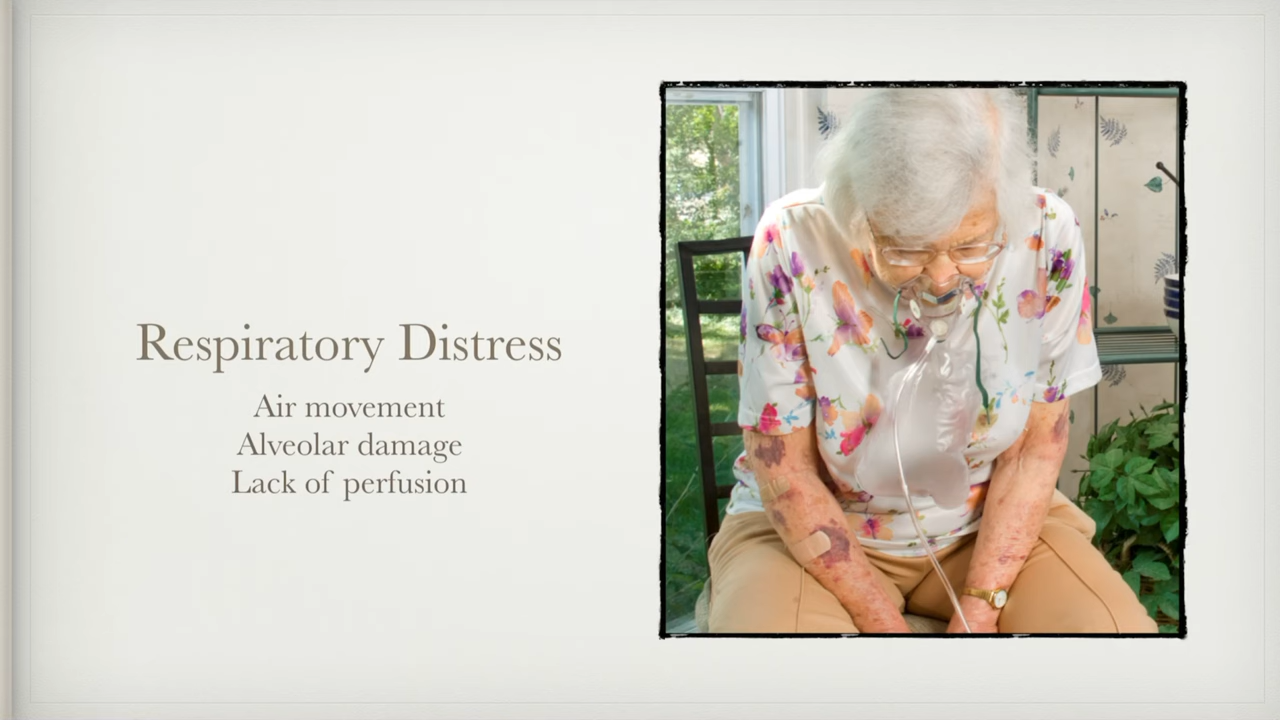 Respiratory Distress
Air movement
Alveolar damage
Lack of perfusion